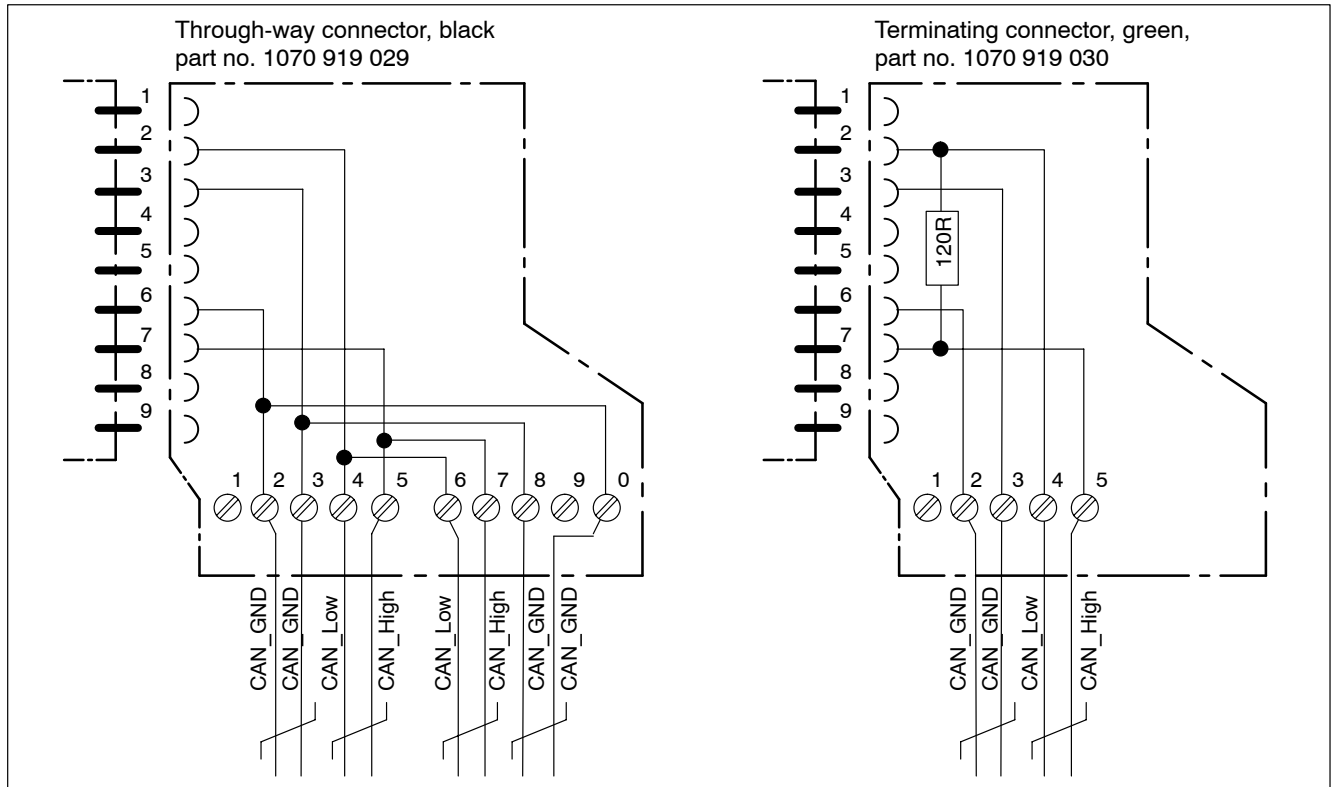 Through-way connector, black
part no. 1070 919 029
1
2
3
4
5
6
7
8
9
1 2 3 4 5 6 7 8 9 0
CAN_GND
CAN_GND
CAN_Low
CAN_High
CAN_Low
CAN_High
CAN_GND
CAN_GND
Terminating connector, green,
part no. 1070 919 030
1
2
3
4
5
6
7
8
9
120R
1 2 3 4 5
CAN_GND
CAN_GND
CAN_Low
CAN_High